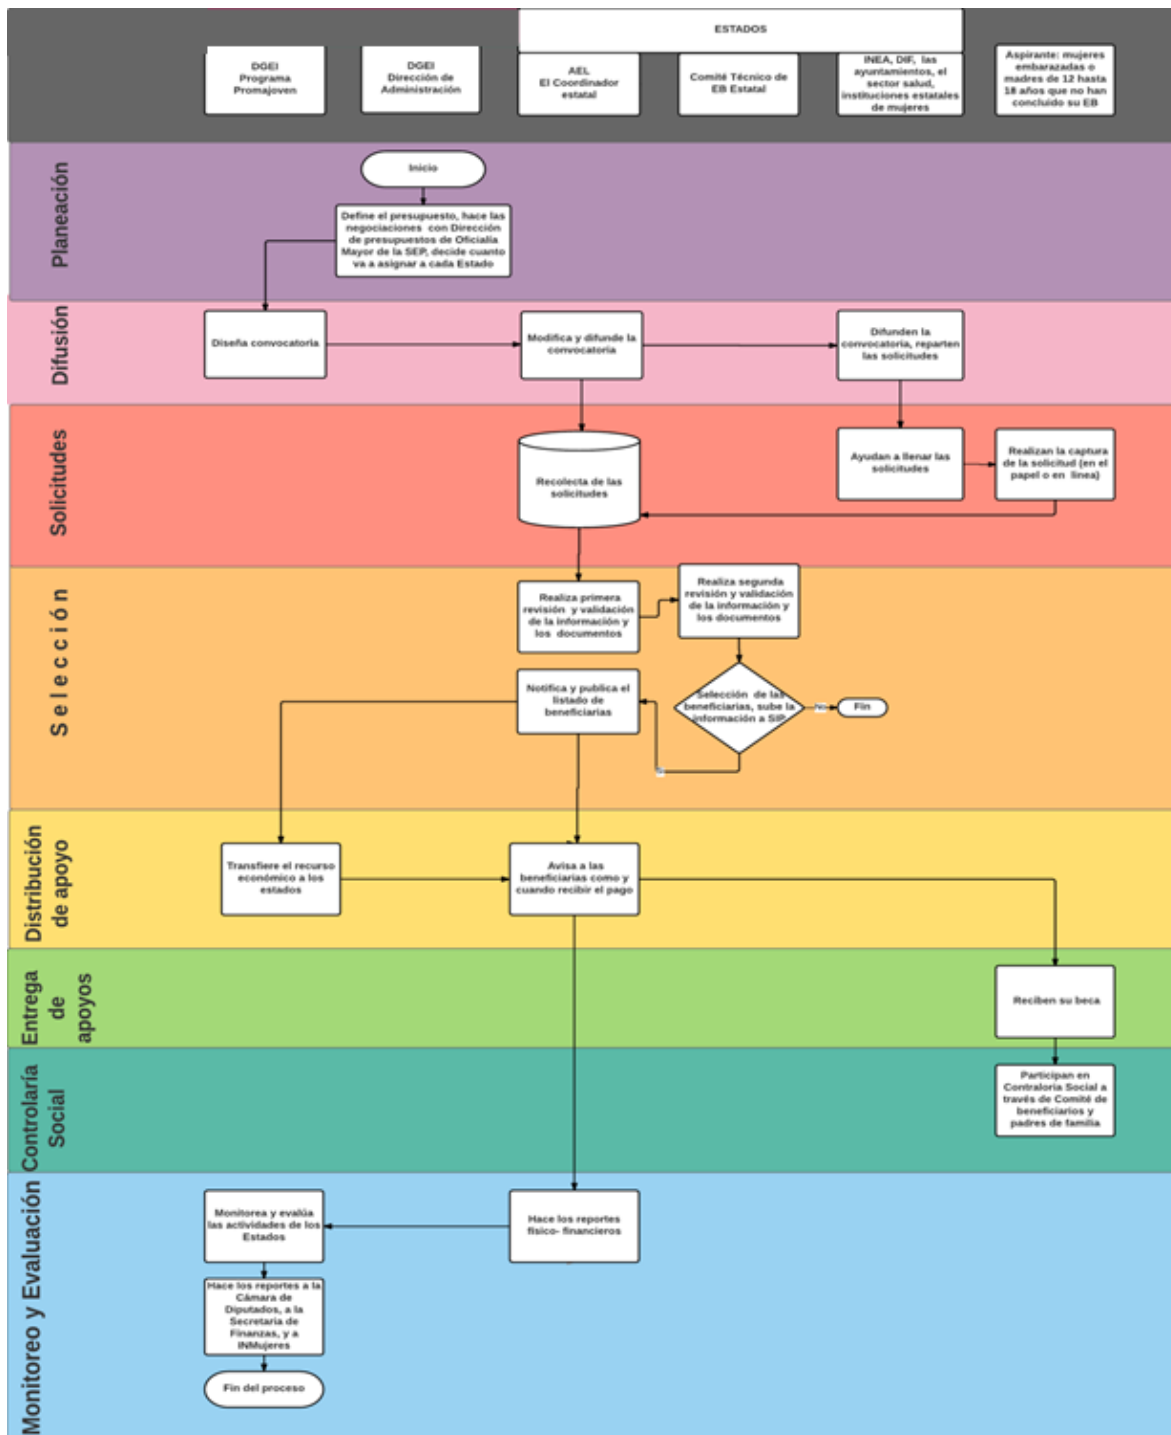 ESTADOS
DGEI
Programa
Promajoven
DGEI
Dirección de
Administración
AEL
El Coordinador
estatal
Comité Técnico de
EB Estatal
INEA, DIF, las
ayuntamientos, el
sector salud,
instituciones estatales
de mujeres
Aspirante: mujeres
embarazadas o
madres de 12 hasta
18 años que no han
concluido su EB
Planeación
Inicio
Define el presupuesto, hace las
negociaciones con Dirección
de presupuestos de Oficialía
Mayor de la SEP, decide cuanto
va a asignar a cada Estado
Difusión
Diseña convocatoria
Modifica y difunde la
convocatoria
Difunden la
convocatoria, reparten
las solicitudes
Solicitudes
Recolecta de las
solicitudes
Ayudan a llenar las
solicitudes
Realizan la captura
de la solicitud (en el
papel o en linea)
Selección
Realiza primera
revisión y validación
de la información y
los documentos
Realiza segunda
revisión y validación
de la información y
los documentos
Notifica y publica el
listado de
beneficiarias
Selección de las
beneficiarias, sube la
información a SIP
No
Fin
Distribución
de apoyo
Transfiere el recurso
económico a los
estados
Avisa a las
beneficiarias como y
cuando recibir el pago
Entrega
de
apoyos
Reciben su beca
Controlaría
Social
Participan en
Contraloria Social a
través de Comité de
beneficiarios y
padres de familia
Monitoreo y Evaluación
Monitorea y evalúa
las actividades de los
Estados
Hace los reportes
fisico- financieros
Hace los reportes a la
Cámara de
Diputados, a la
Secretaria de
Finanzas, y a
INMujeres
Fin del proceso